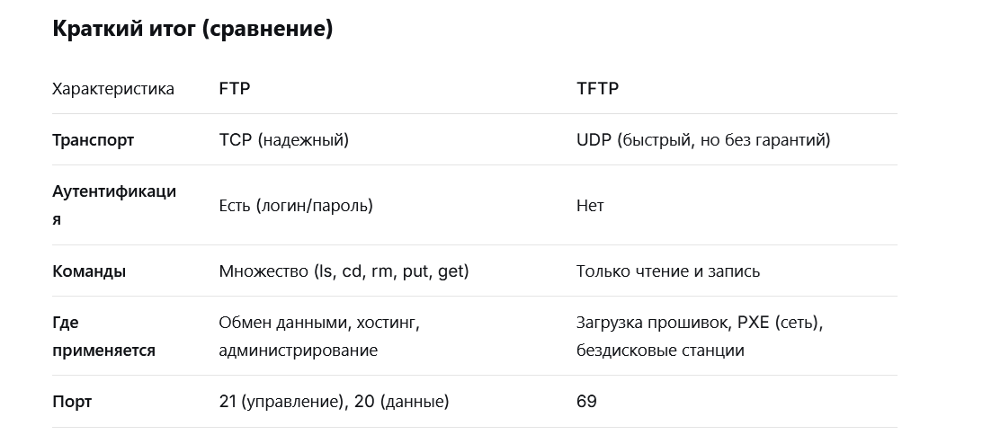 Краткий итог (сравнение)
Характеристика FTP TFTP
Транспорт TCP (надежный) UDP (быстрый, но без гарантий)
Аутентификаци
я Есть (логин/пароль) Нет
Команды Множество (ls, cd, rm, put, get) Только чтение и запись
Где Обмен данными, хостинг, Загрузка прошивок, PXE (сеть),
применяется администрирование бездисковые станции
Порт 21 (управление), 20 (данные) 69